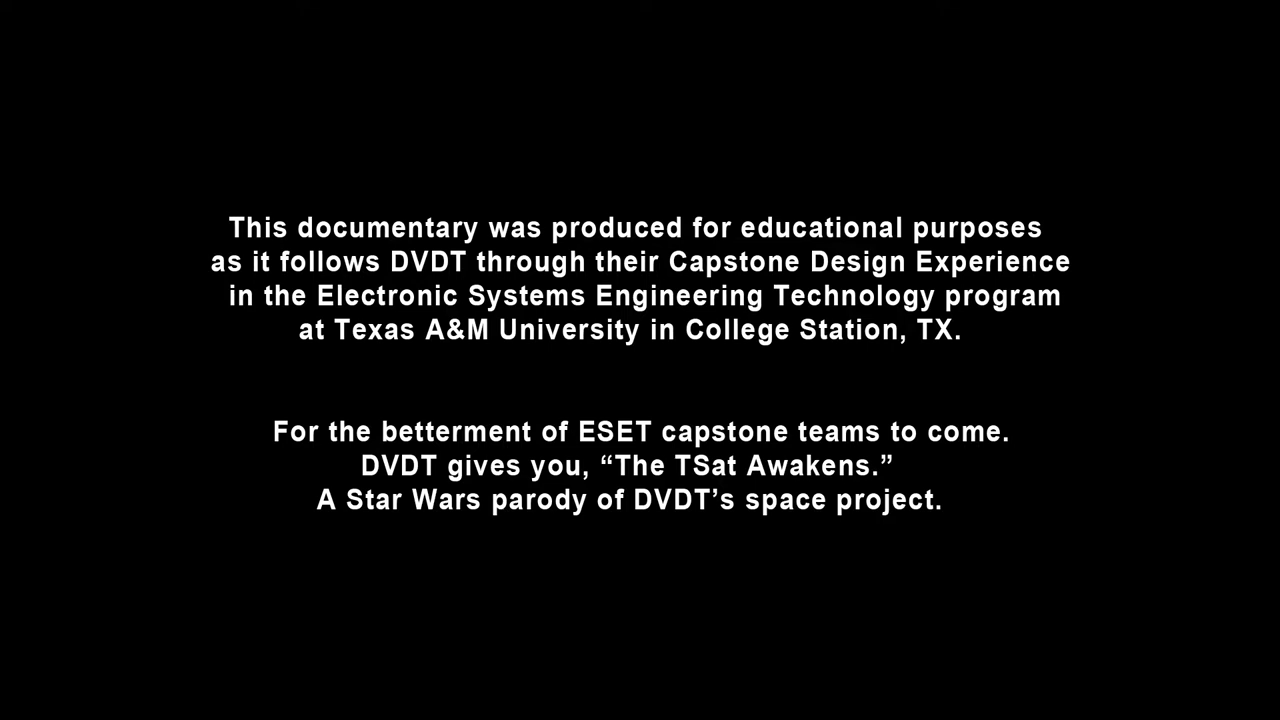 This documentary was produced for educational purposes
as it follows DVDT through their Capstone Design Experience
in the Electronic Systems Engineering Technology program
at Texas A&M University in College Station, TX.
For the betterment of ESET capstone teams to come.
DVDT gives you, “The TSat Awakens.”
A Star Wars parody of DVDT’s space project.